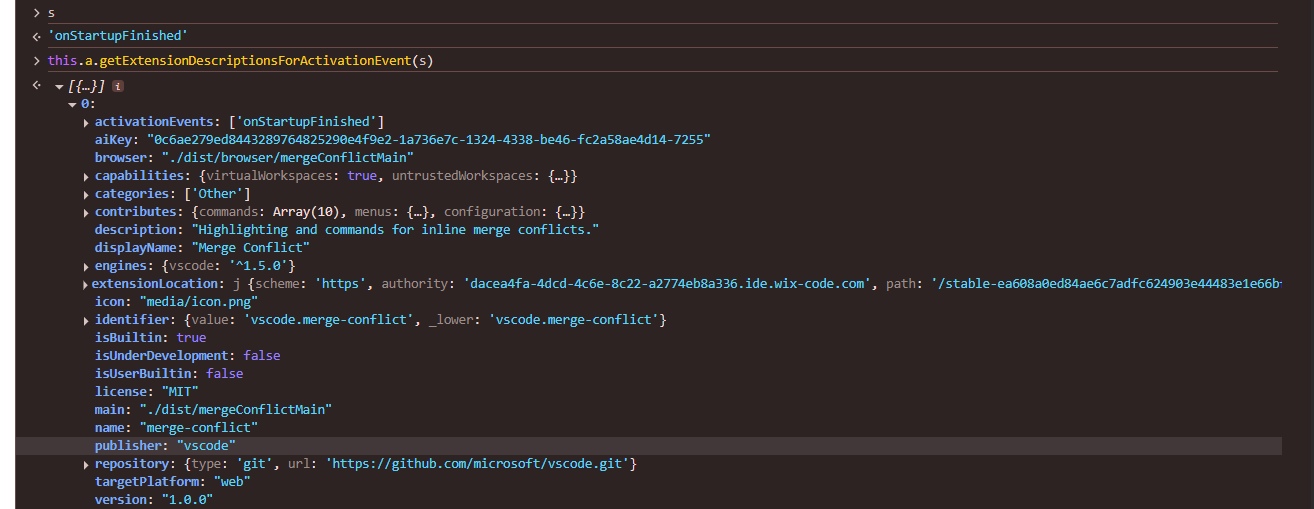 > s
'onStartupFinished'
> this.a.getExtensionDescriptionsForActivationEvent(s)
[{…}] i
0:
activationEvents: ['onStartupFinished']
aiKey: "0c6ae279ed8443289764825290e4f9e2-1a736e7c-1324-4338-be46-fc2a58ae4d14-7255"
browser: "./dist/browser/mergeConflictMain"
capabilities: {virtualWorkspaces: true, untrustedWorkspaces: {…}}
categories: ['Other']
contributes: {commands: Array(10), menus: {…}, configuration: {…}}
description: "Highlighting and commands for inline merge conflicts."
displayName: "Merge Conflict"
engines: {vscode: '^1.5.0'}
extensionLocation: j {scheme: 'https', authority: 'dacea4fa-4dcd-4c6e-8c22-a2774eb8a336.ide.wix-code.com', path: '/stable-ea608a0ed84ae6c7adfc624903e44483e1e66b
icon: "media/icon.png"
identifier: {value: 'vscode.merge-conflict', _lower: 'vscode.merge-conflict'}
isBuiltin: true
isUnderDevelopment: false
isUserBuiltin: false
license: "MIT"
main: "./dist/mergeConflictMain"
name: "merge-conflict"
publisher: "vscode"
repository: {type: 'git', url: 'https://github.com/microsoft/vscode.git'}
targetPlatform: "web"
version: "1.0.0"